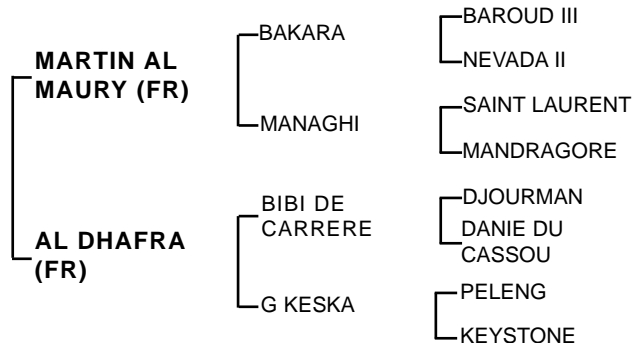 BAROUD III
BAKARA
NEVADA II
MARTIN AL
MAURY (FR)
SAINT LAURENT
MANAGHI
MANDRAGORE
DJOURMAN
BIBI DE
CARRERE
DANIE DU
CASSOU
AL DHAFRA
(FR)
PELENG
G KESKA
KEYSTONE